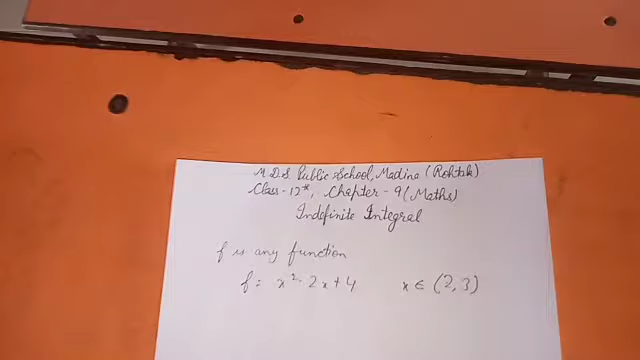 M.D.S. Public School, Madina (Rohtak)
Class-12th, Chapter-9 (Maths)
Indefinite Integral
f is any function
f: x²-2x+4 x ∈ (2,3)